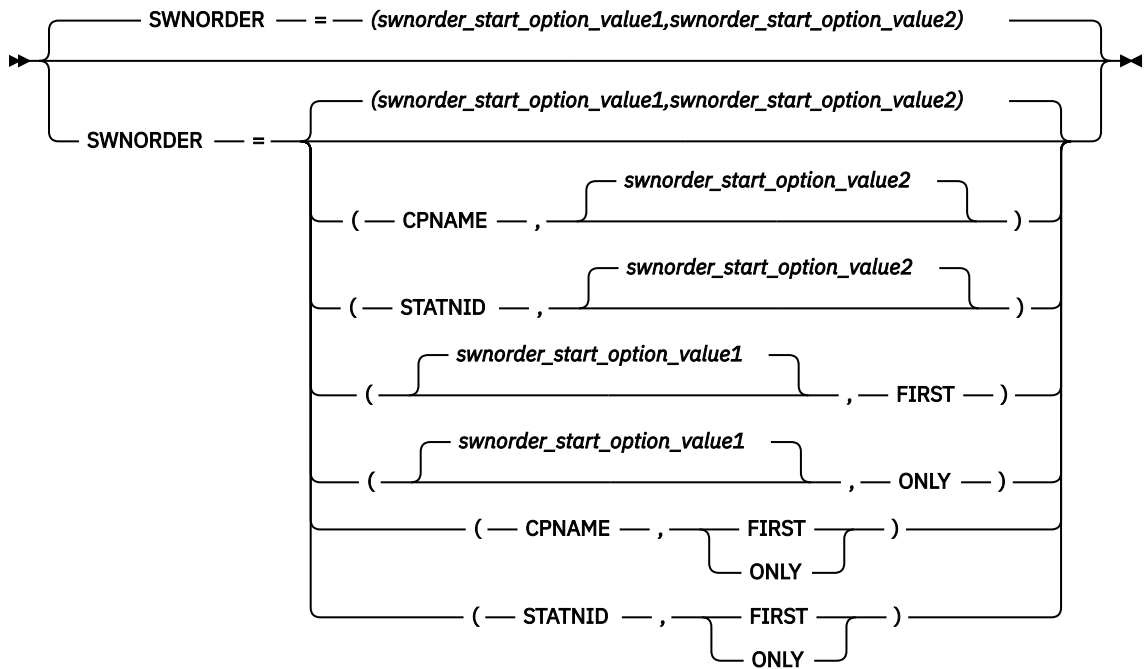 SWNORDER = (swnorder_start_option_value1,swnorder_start_option_value2)
(swnorder_start_option_value1,swnorder_start_option_value2)
SWNORDER =
swnorder_start_option_value2
( CPNAME , )
swnorder_start_option_value2
( STATNID , )
swnorder_start_option_value1
( , FIRST )
swnorder_start_option_value1
( , ONLY )
( CPNAME , FIRST )
ONLY
( STATNID , FIRST )
ONLY